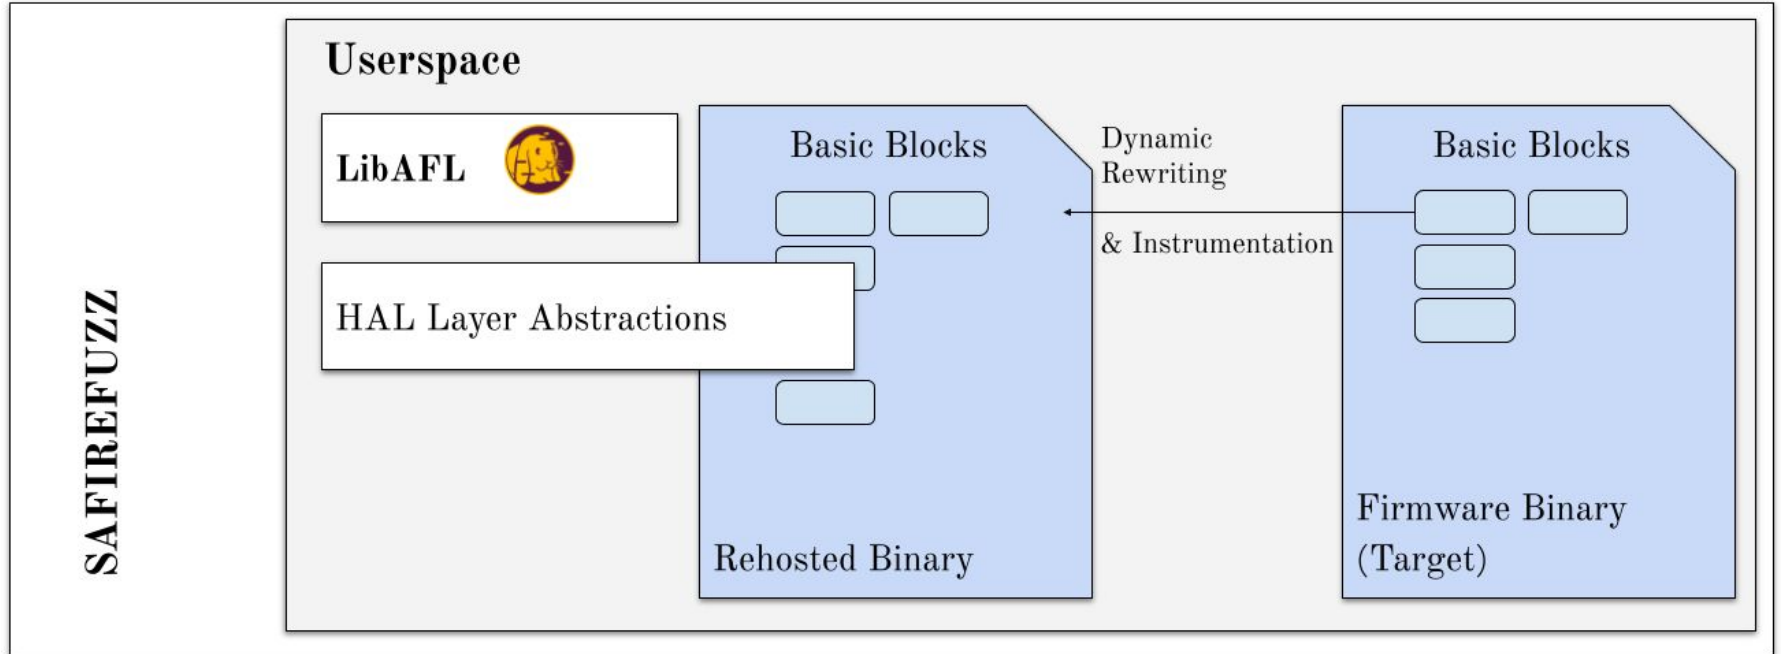 SAFIREFUZZ
Userspace
LibAFL
HAL Layer Abstractions
Basic Blocks
Rehosted Binary
Dynamic
Rewriting
& Instrumentation
Basic Blocks
Firmware Binary
(Target)